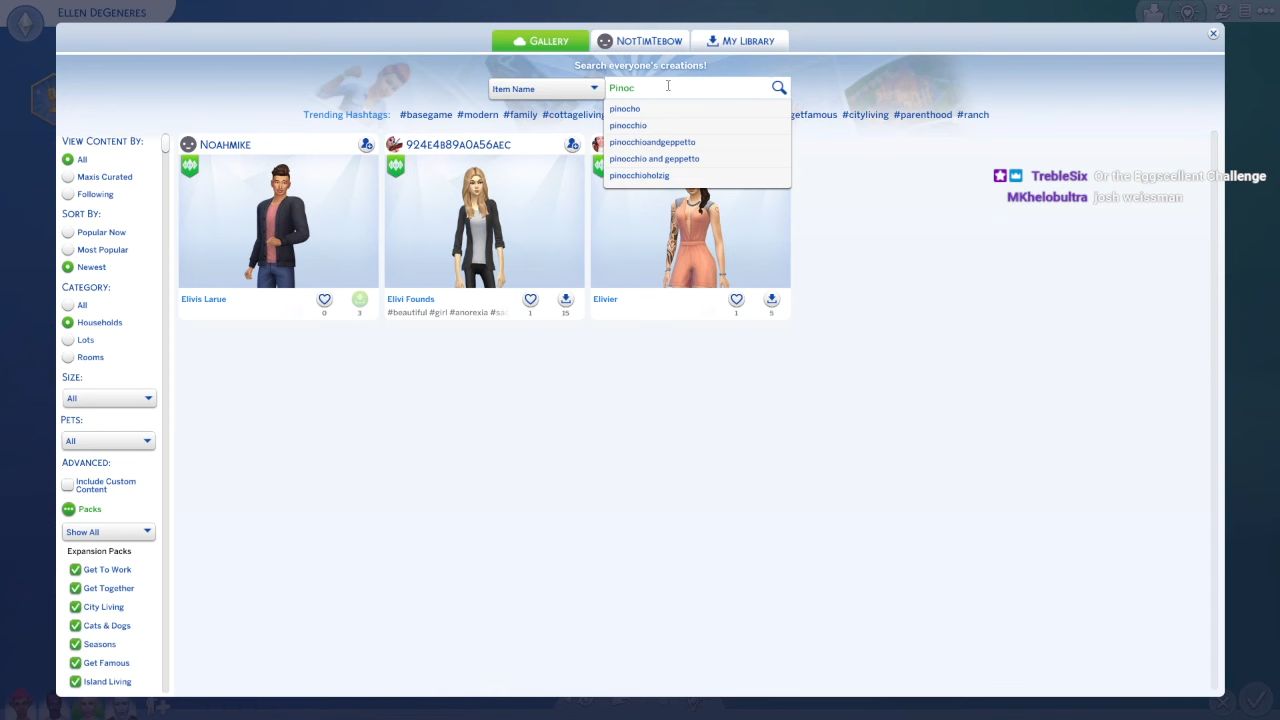 ELLEN DEGENERES
GALLERY
NOTTIMTEBOW
MY LIBRARY
Search everyone's creations!
Item Name
Pinoc
pinocho
pinocchio
pinocchioandgeppetto
pinocchio and geppetto
pinocchioholzig
Trending Hashtags: #basegame #modern #family #cottageliving getfamous #cityliving #parenthood #ranch
VIEW CONTENT BY:
All
Maxis Curated
Following
SORT BY:
Popular Now
Most Popular
Newest
CATEGORY:
All
Households
Lots
Rooms
SIZE:
All
PETS:
All
ADVANCED:
Include Custom
Content
Packs
Show All
Expansion Packs
Get To Work
Get Together
City Living
Cats & Dogs
Seasons
Get Famous
Island Living
NOAHMIKE
Elivis Larue
0
3
924E4B89A0A56AEC
Elivi Founds
#beautiful #girl #anorexia #sa
1
15
Elivier
1
5
TrebleSix Or the Eggscellent Challenge
MKhelobultra josh weissman